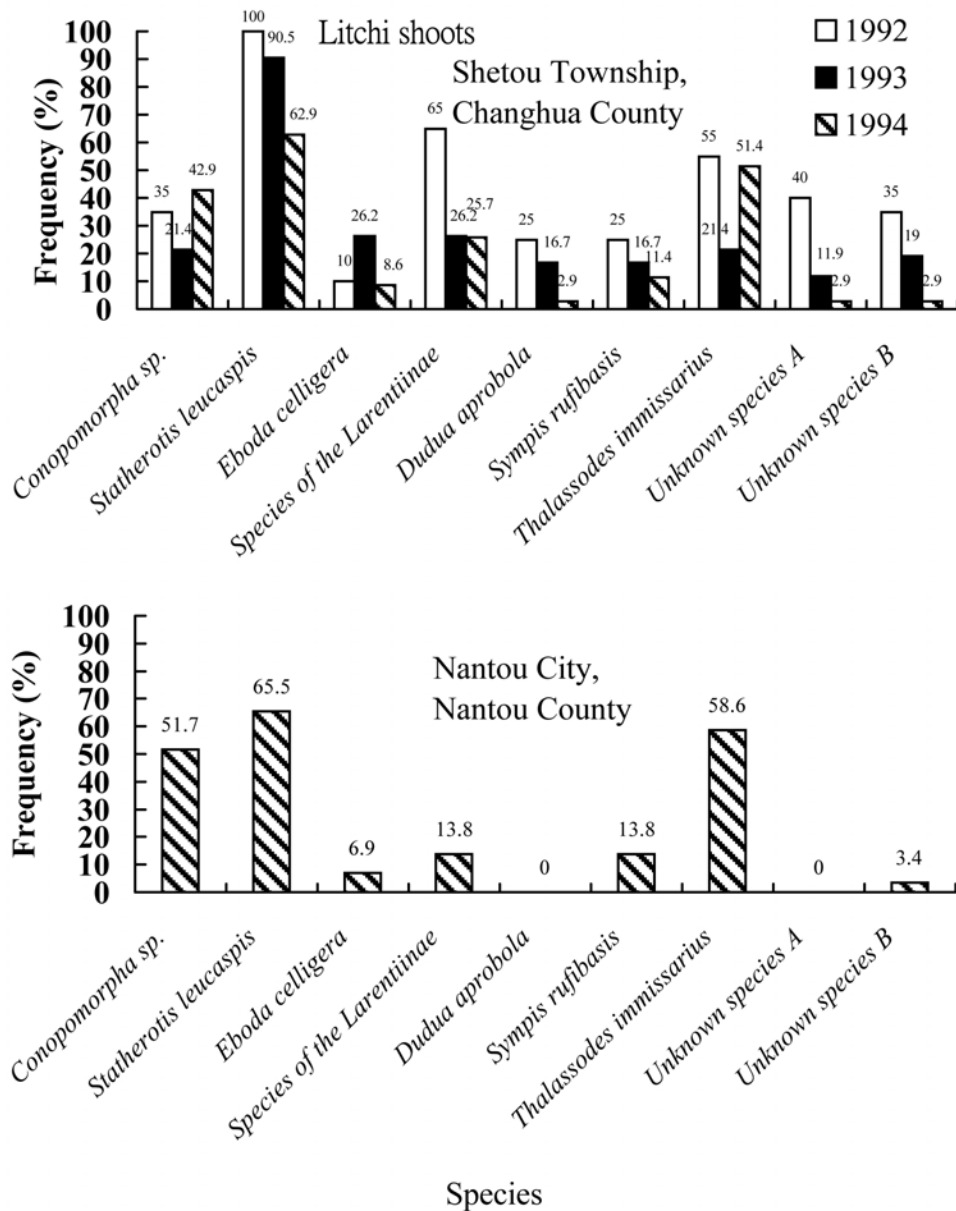 Litchi shoots
Shetou Township,
Changhua County
1992
1993
1994
Frequency (%)
100
90
80
70
60
50
40
30
20
10
0
35
21.4
42.9
100
90.5
62.9
10
26.2
8.6
65
26.2
25.7
25
16.7
2.9
25
16.7
11.4
55
21.4
51.4
40
11.9
2.9
35
19
2.9
Conopomorpha sp.
Statherotis leucaspis
Eboda celligera
Species of the Larentiinae
Dudua aprobola
Sympis rufibasis
Thalassodes immissarius
Unknown species A
Unknown species B
Nantou City,
Nantou County
Frequency (%)
100
90
80
70
60
50
40
30
20
10
0
51.7
65.5
6.9
13.8
0
13.8
58.6
0
3.4
Conopomorpha sp.
Statherotis leucaspis
Eboda celligera
Species of the Larentiinae
Dudua aprobola
Sympis rufibasis
Thalassodes immissarius
Unknown species A
Unknown species B
Species